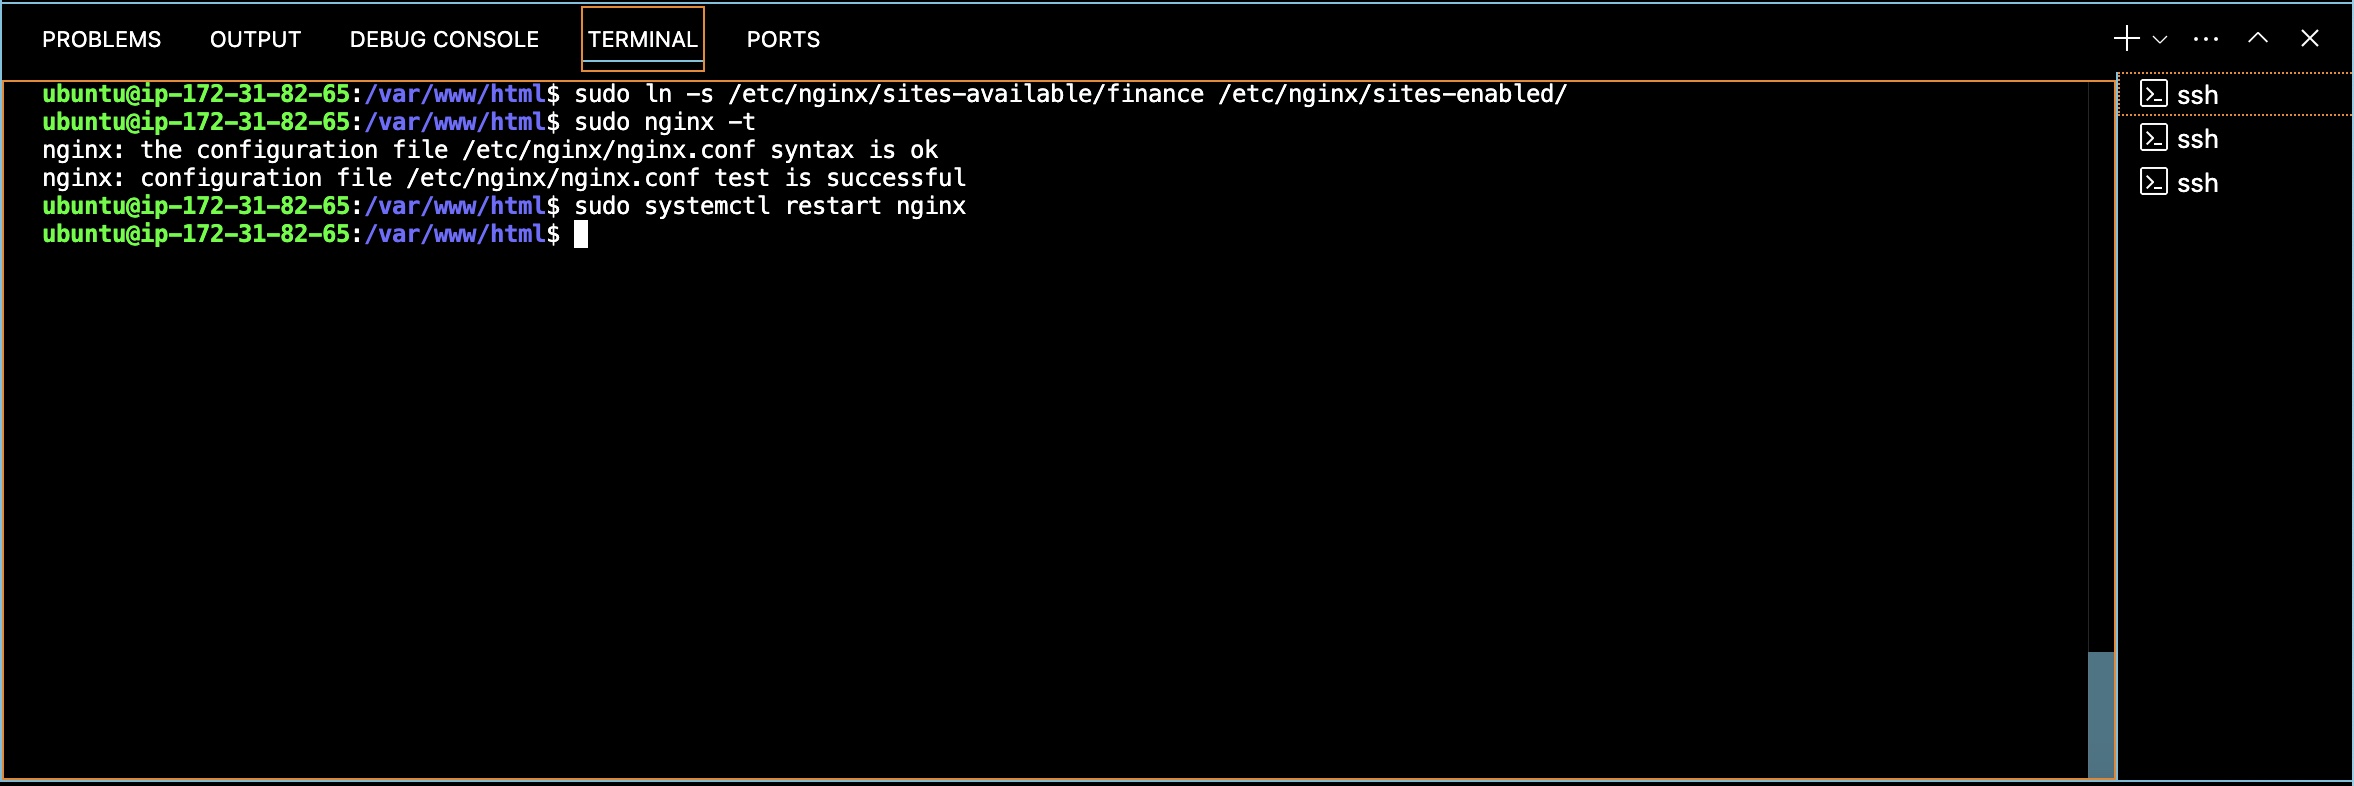 PROBLEMS OUTPUT DEBUG CONSOLE TERMINAL PORTS
ubuntu@ip-172-31-82-65:/var/www/html$ sudo ln -s /etc/nginx/sites-available/finance /etc/nginx/sites-enabled/
ubuntu@ip-172-31-82-65:/var/www/html$ sudo nginx -t
nginx: the configuration file /etc/nginx/nginx.conf syntax is ok
nginx: configuration file /etc/nginx/nginx.conf test is successful
ubuntu@ip-172-31-82-65:/var/www/html$ sudo systemctl restart nginx
ubuntu@ip-172-31-82-65:/var/www/html$
ssh
ssh
ssh